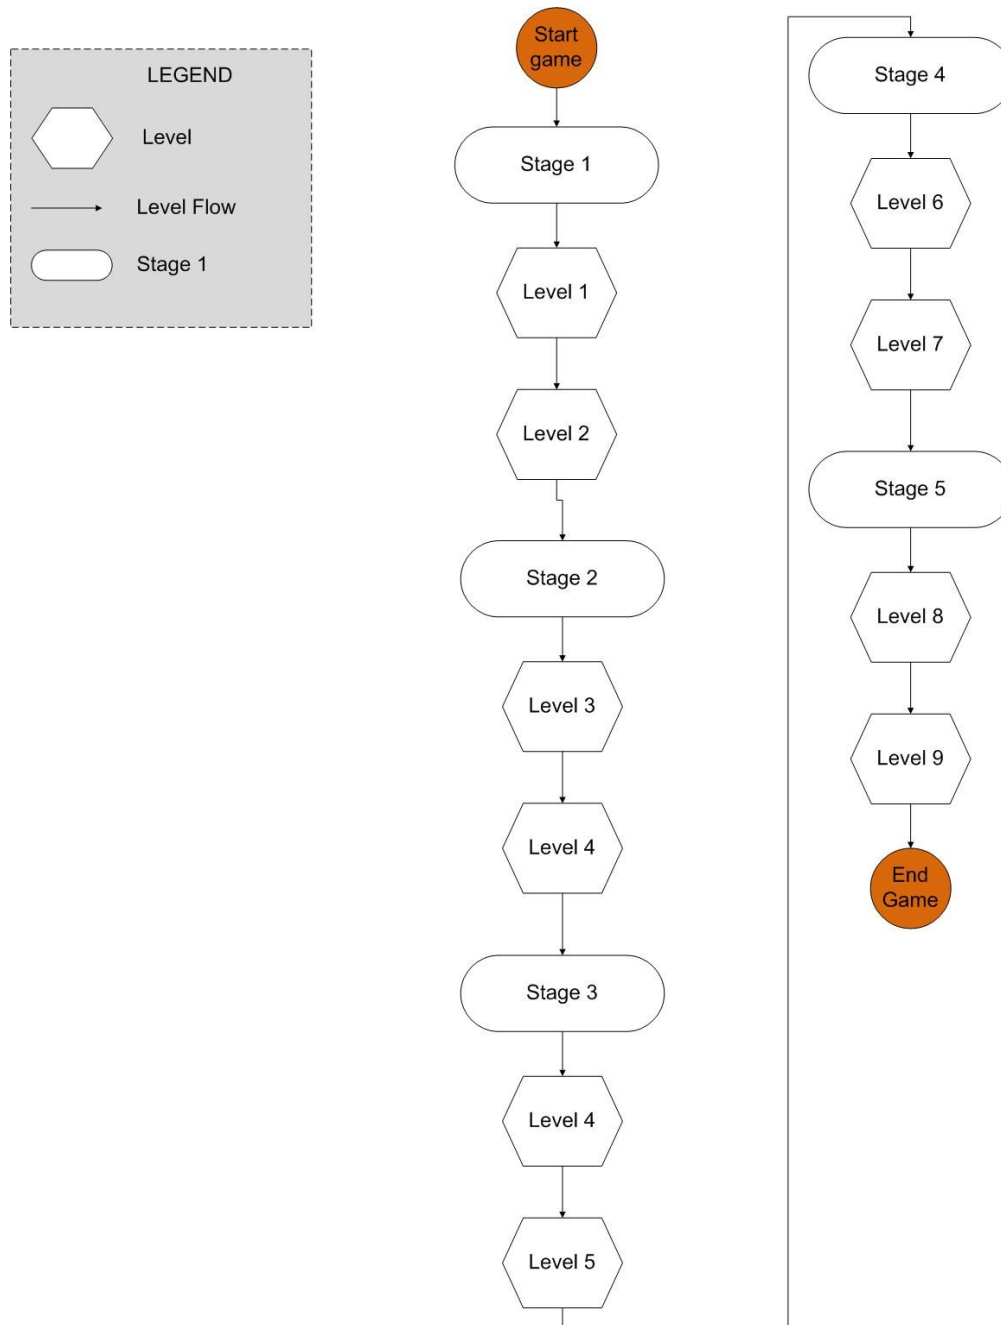 LEGEND
Level
Level Flow
Stage 1
Start
game
Stage 1
Level 1
Level 2
Stage 2
Level 3
Level 4
Stage 3
Level 4
Level 5
Stage 4
Level 6
Level 7
Stage 5
Level 8
Level 9
End
Game